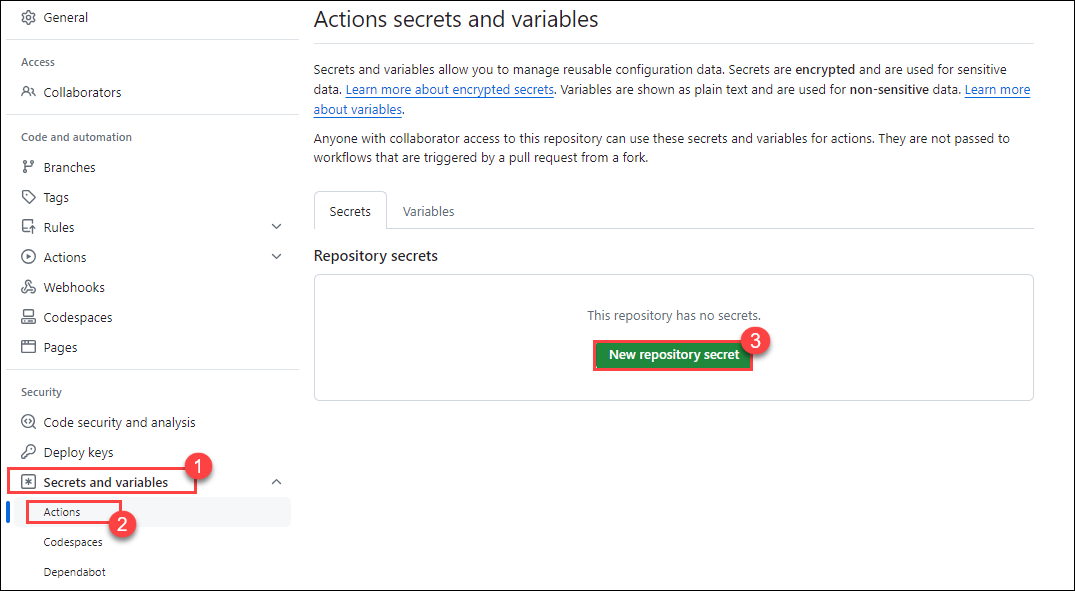 General
Access
Collaborators
Code and automation
Branches
Tags
Rules
Actions
Webhooks
Codespaces
Pages
Security
Code security and analysis
Deploy keys
Secrets and variables
1
Actions
2
Codespaces
Dependabot
Actions secrets and variables
Secrets and variables allow you to manage reusable configuration data. Secrets are encrypted and are used for sensitive
data. Learn more about encrypted secrets. Variables are shown as plain text and are used for non-sensitive data. Learn more
about variables.
Anyone with collaborator access to this repository can use these secrets and variables for actions. They are not passed to
workflows that are triggered by a pull request from a fork.
Secrets Variables
Repository secrets
This repository has no secrets.
New repository secret
3